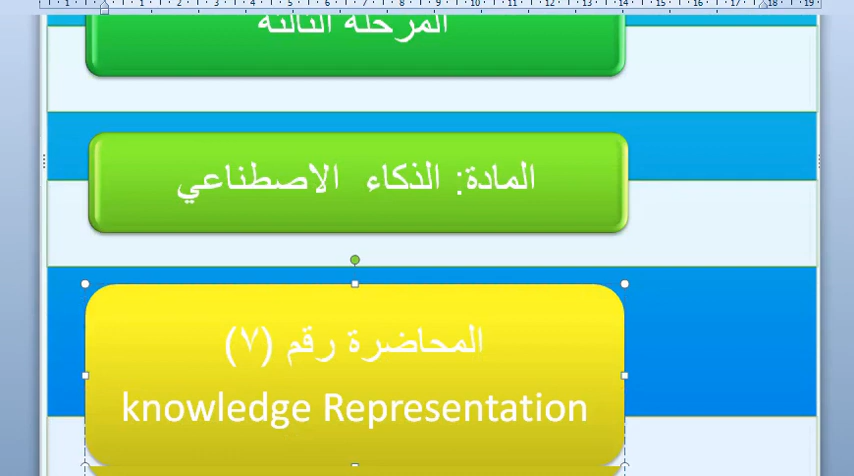 المرحلة الثالثة
المادة: الذكاء الاصطناعي
المحاضرة رقم (٧)
knowledge Representation